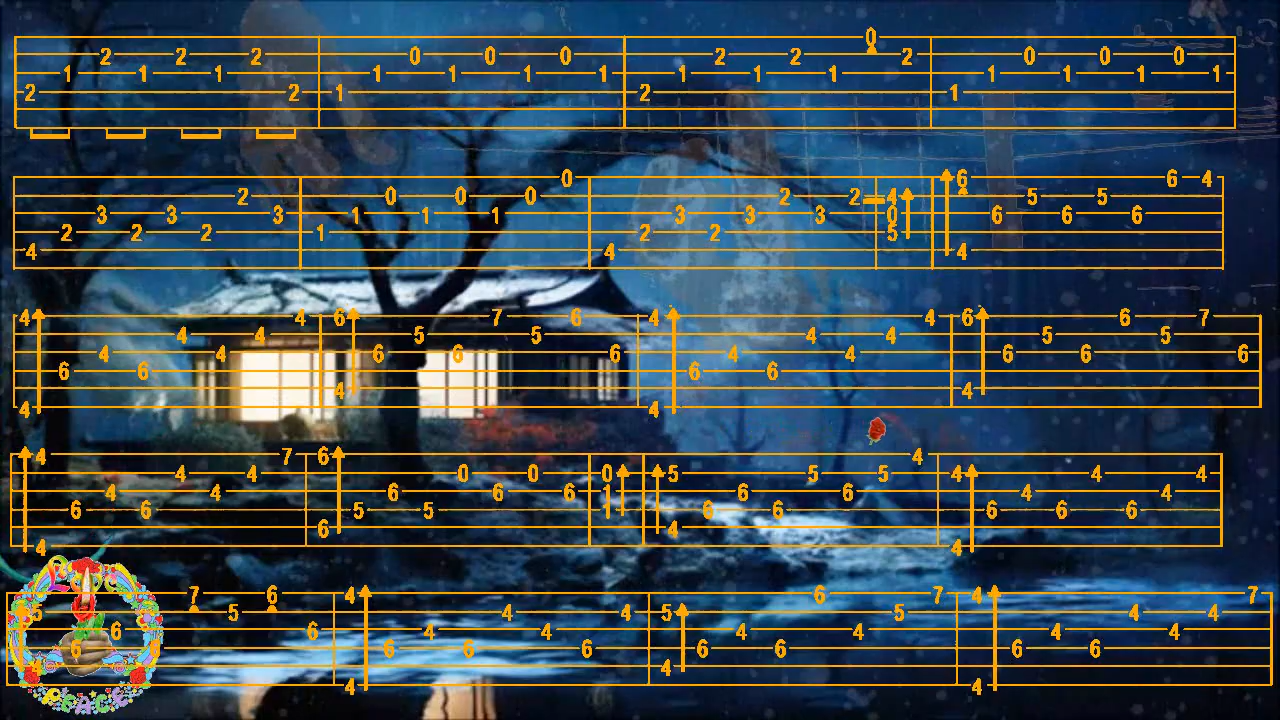 0
2 2 2 0 0 0 2 2 2 0 0 0
1 1 1 1 1 1 1 1 1 1 1 1 1 1
2 2 1 2 1
0 6 6 4
2 0 0 0 2 2 4 5 5
3 3 3 1 1 1 3 3 3 0 6 6 6
2 2 2 1 2 2 5
4 4 4
4 4 6 7 6 4 4 6 6 7
4 4 5 5 4 4 5 5
4 4 6 6 6 4 4 6 6 6
6 6 6 6
4 4
4 4
4 7 6 4
4 4 0 0 0 5 5 5 4 4 4
4 4 6 6 6 1 6 6 4 4
6 6 5 5 1 6 6 6 6
6 4
4 4
7 6 4 6 7 4 7
5 5 4 4 5 5 4 4
6 6 4 4 4 4 4 4
6 6 6 6 6 6 6 6 6
4 4
4 4
PEACE